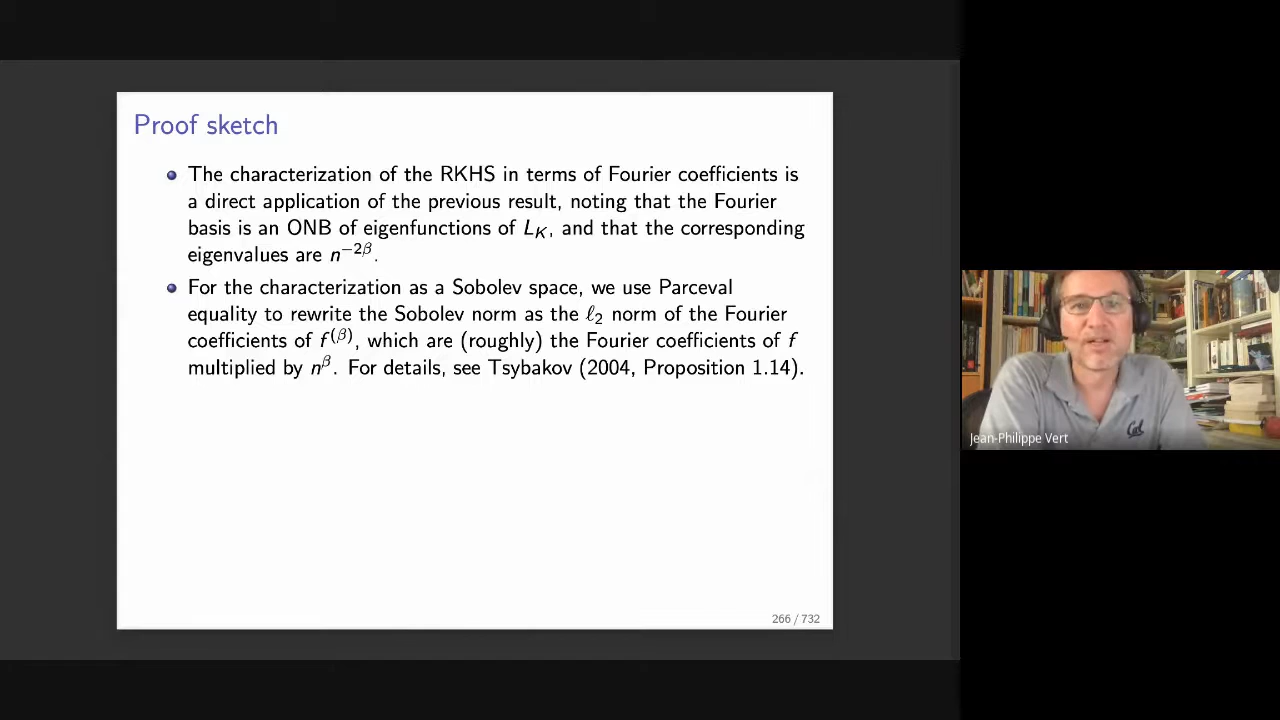 Proof sketch
The characterization of the RKHS in terms of Fourier coefficients is
a direct application of the previous result, noting that the Fourier
basis is an ONB of eigenfunctions of L_K, and that the corresponding
eigenvalues are n^{−2β}.
For the characterization as a Sobolev space, we use Parceval
equality to rewrite the Sobolev norm as the ℓ₂ norm of the Fourier
coefficients of f^{(β)}, which are (roughly) the Fourier coefficients of f
multiplied by n^β. For details, see Tsybakov (2004, Proposition 1.14).
266 / 732
Cal
Jean-Philippe Vert